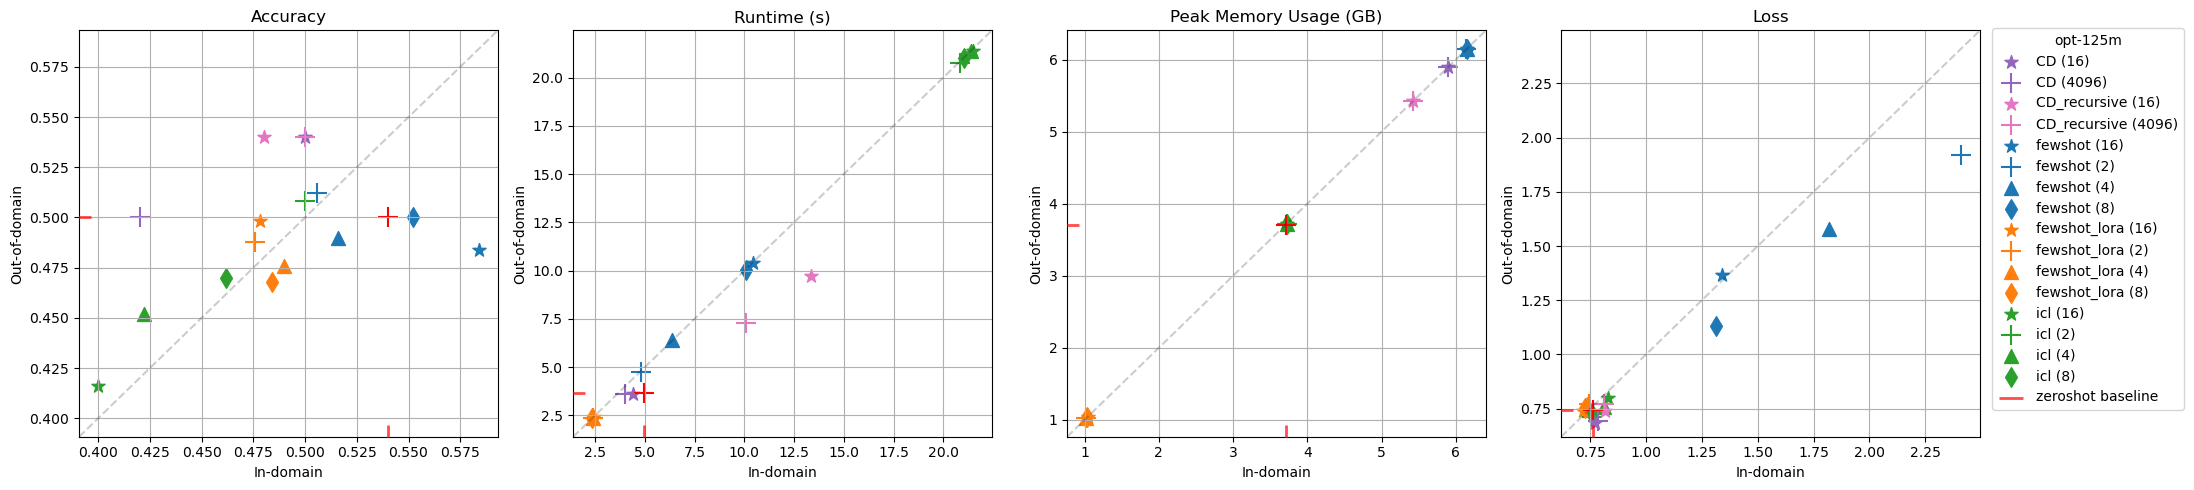 Accuracy
0.575
0.550
0.525
0.500
0.475
0.450
0.425
0.400
Out-of-domain
0.400 0.425 0.450 0.475 0.500 0.525 0.550 0.575
In-domain
Runtime (s)
20.0
17.5
15.0
12.5
10.0
7.5
5.0
2.5
Out-of-domain
2.5 5.0 7.5 10.0 12.5 15.0 17.5 20.0
In-domain
Peak Memory Usage (GB)
6
5
4
3
2
1
Out-of-domain
1 2 3 4 5 6
In-domain
Loss
2.25
2.00
1.75
1.50
1.25
1.00
0.75
Out-of-domain
0.75 1.00 1.25 1.50 1.75 2.00 2.25
In-domain
opt-125m
CD (16)
CD (4096)
CD_recursive (16)
CD_recursive (4096)
fewshot (16)
fewshot (2)
fewshot (4)
fewshot (8)
fewshot_lora (16)
fewshot_lora (2)
fewshot_lora (4)
fewshot_lora (8)
icl (16)
icl (2)
icl (4)
icl (8)
zeroshot baseline